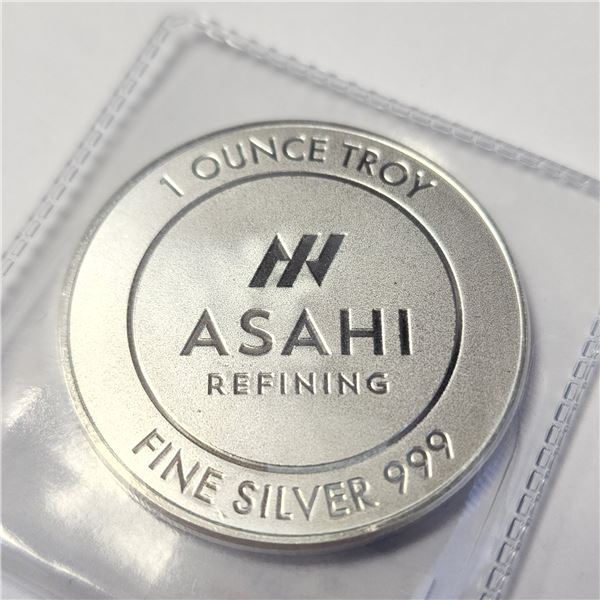 1 OUNCE TROY
ASAHI
REFINING
FINE SILVER 999